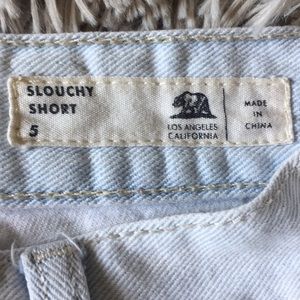 SLOUCHY
SHORT
5
LOS ANGELES
CALIFORNIA
MADE
IN
CHINA